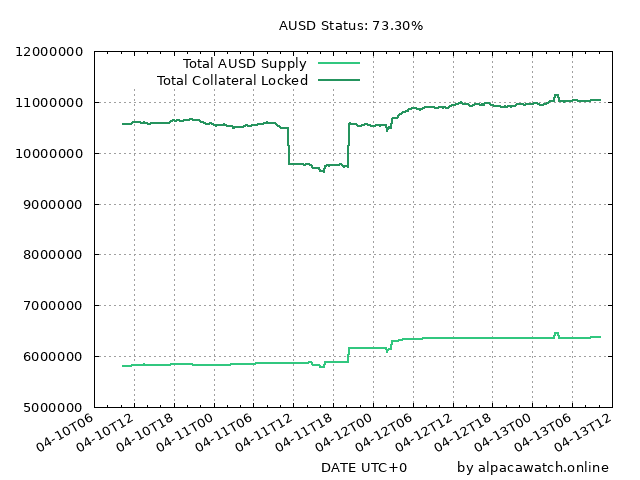 AUSD Status: 73.30%
12000000
11000000
10000000
9000000
8000000
7000000
6000000
5000000
Total AUSD Supply
Total Collateral Locked
04-10T06
04-10T12
04-10T18
04-11T00
04-11T06
04-11T12
04-11T18
04-12T00
04-12T06
04-12T12
04-12T18
04-13T00
04-13T06
04-13T12
DATE UTC+0
by alpacawatch.online